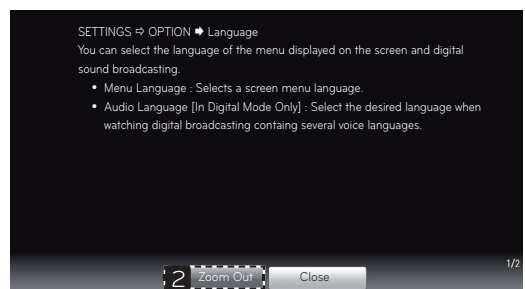 SETTINGS ⇨ OPTION ➡ Language
You can select the language of the menu displayed on the screen and digital
sound broadcasting.
• Menu Language : Selects a screen menu language.
• Audio Language [In Digital Mode Only] : Select the desired language when
watching digital broadcasting containg several voice languages.
1/2
2 Zoom Out Close